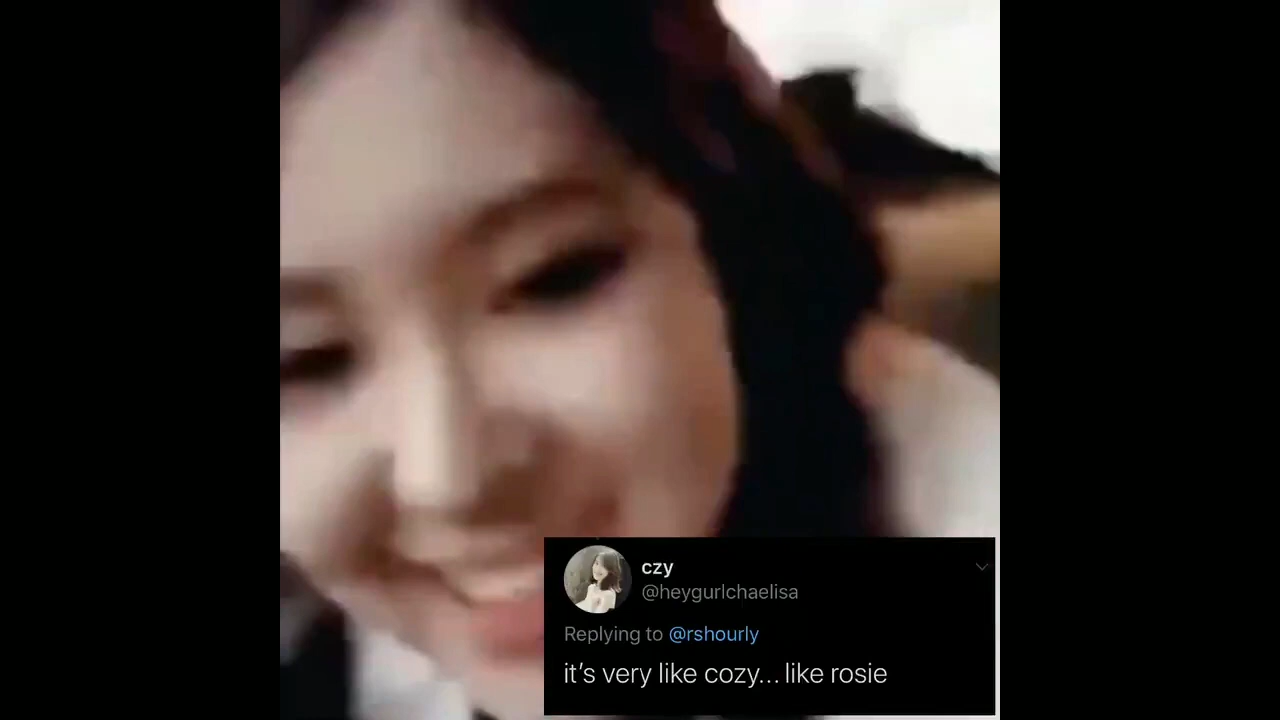 czy
@heygurlchaelisa
Replying to @rshourly
it's very like cozy... like rosie